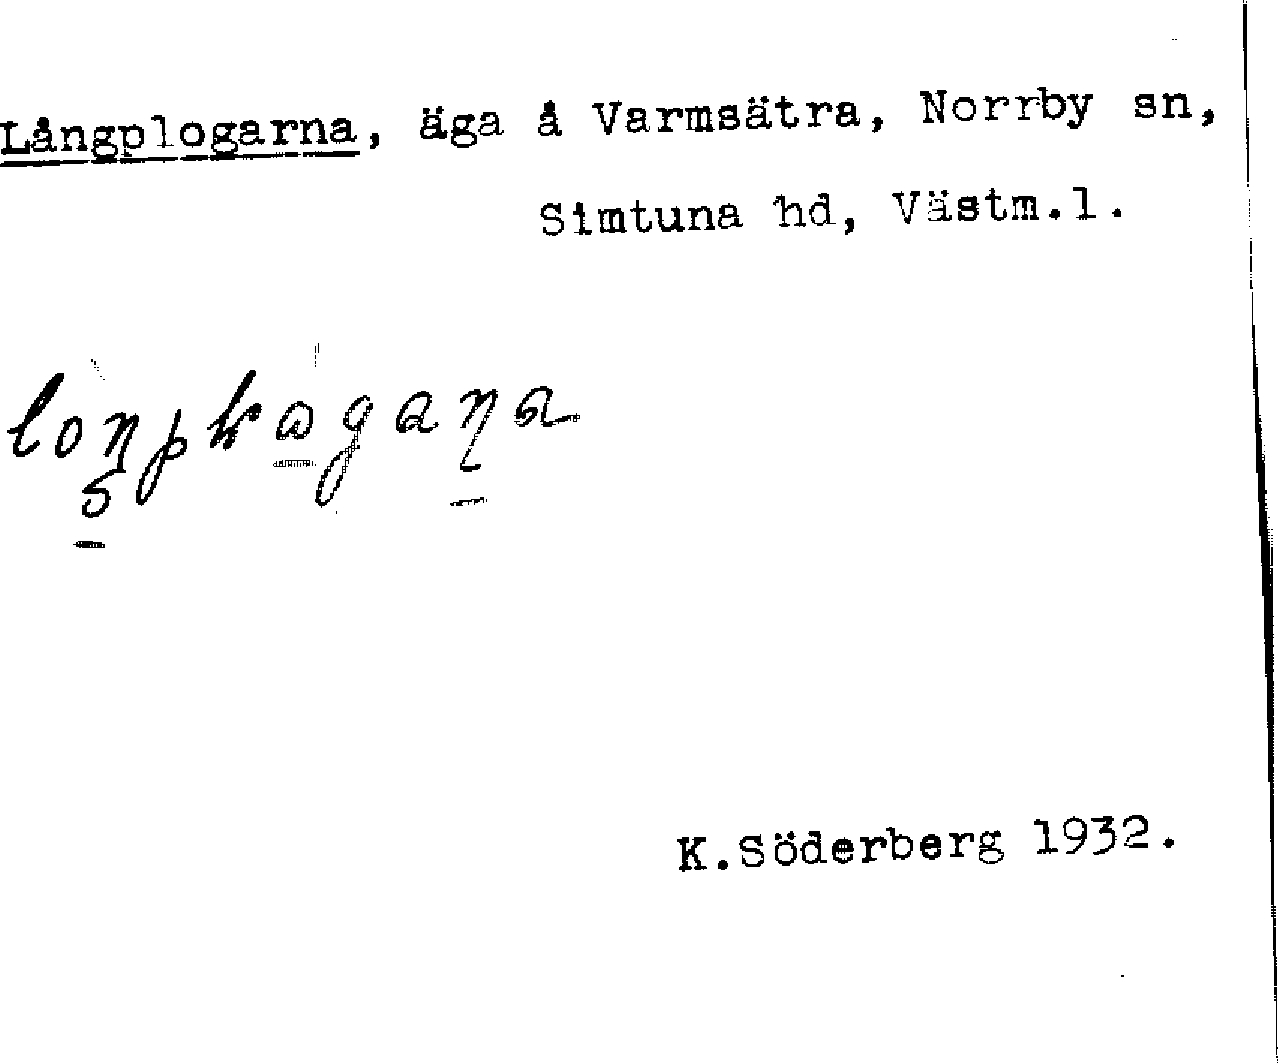 Långplogarna, äga å Varmsätra, Norrby sn,
Simtuna hd, Västm.l.
K.Söderberg 1932.